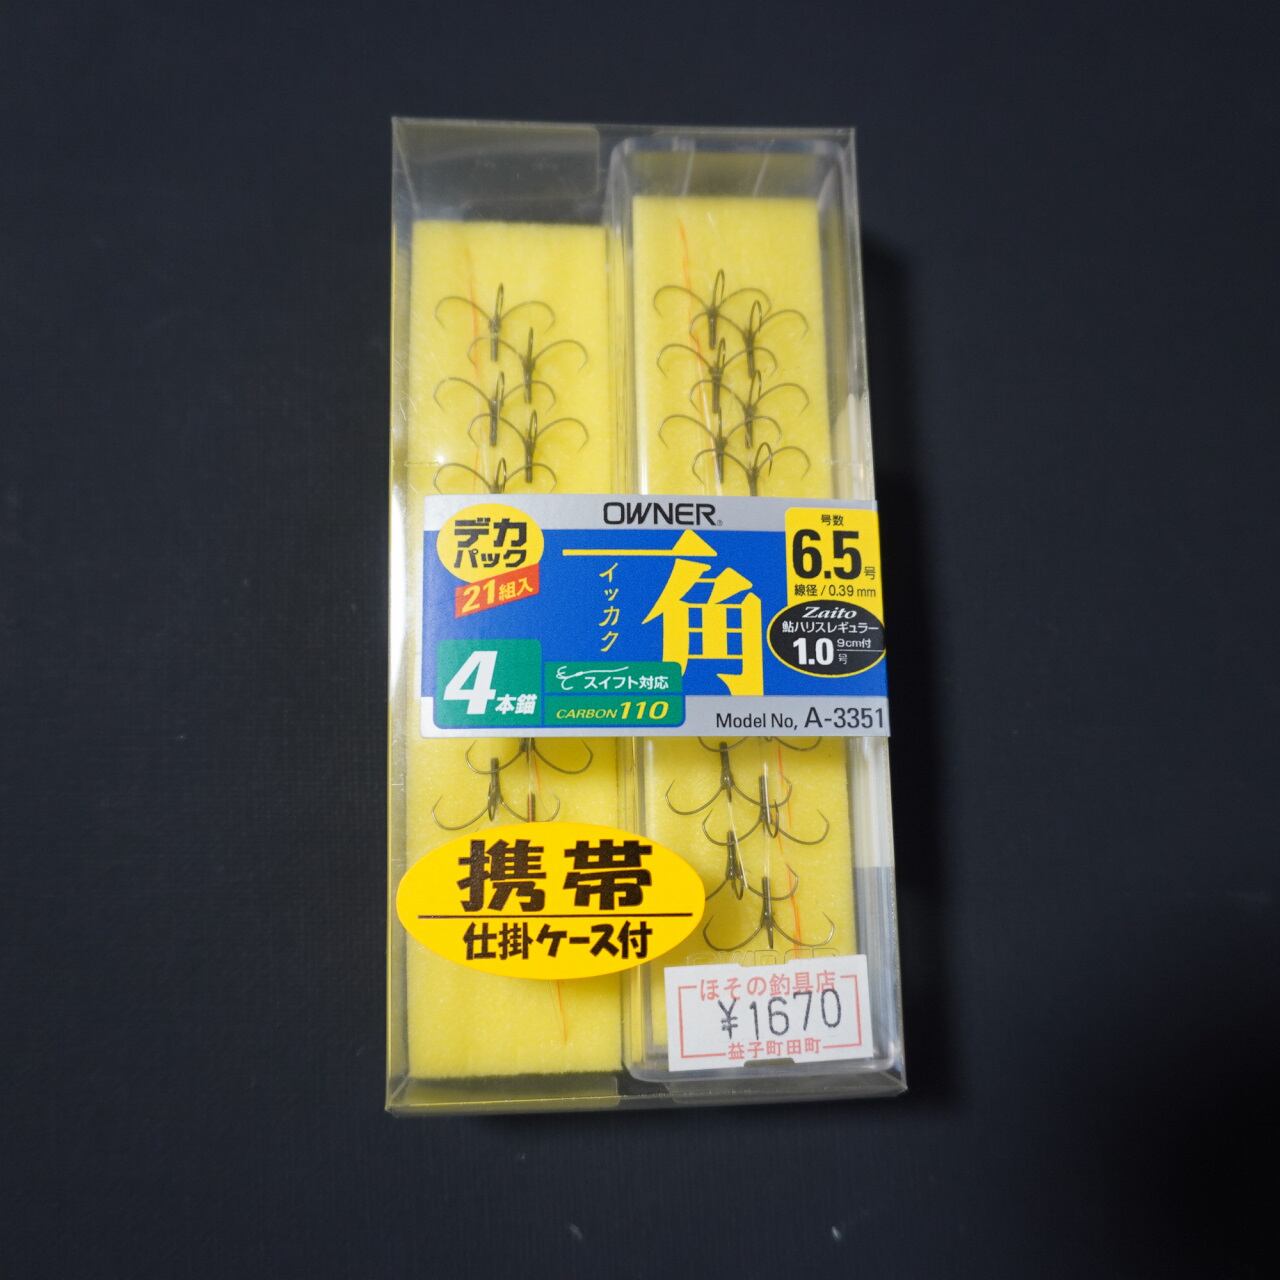 OWNER®
デカ
パック
21組入
一角
イッカク
号数
6.5号
線径/0.39mm
Zaito
鮎ハリスレギュラー
1.0号
9cm付
4本錨
スイフト対応
CARBON110
Model No, A-3351
携帯
仕掛ケース付
OWNER
ほその釣具店
¥1670
益子町田町